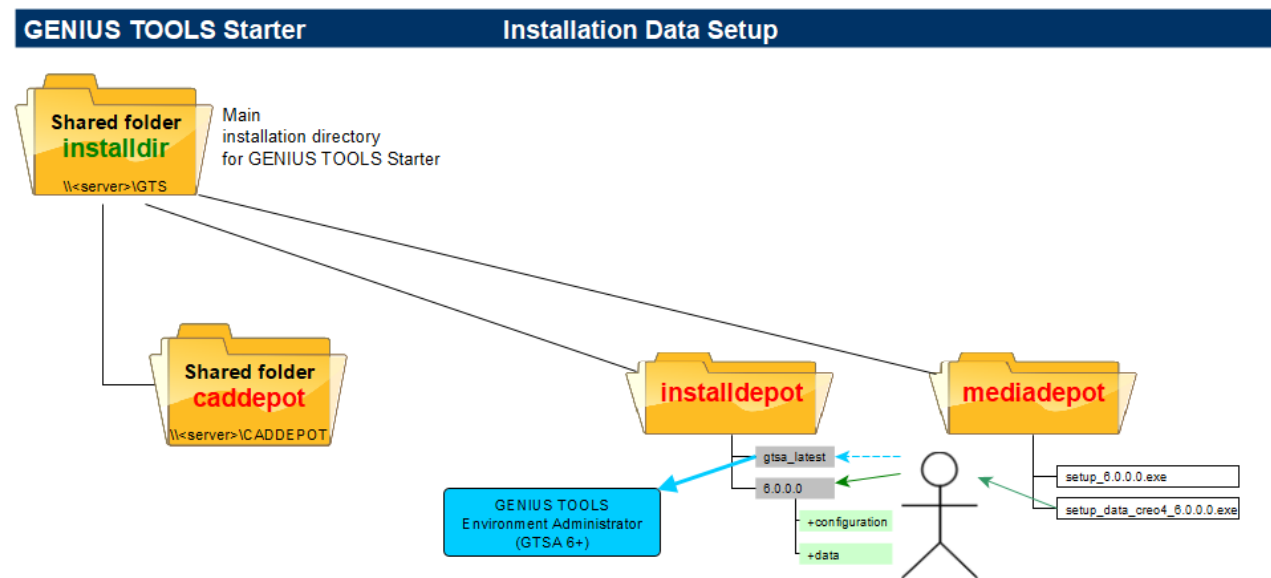 GENIUS TOOLS Starter
Installation Data Setup
Shared folder
installdir
\\<server>\GTS
Main
installation directory
for GENIUS TOOLS Starter
Shared folder
caddepot
\\<server>\CADDEPOT
installdepot
mediadepot
gtsa_latest
6.0.0.0
+configuration
+data
GENIUS TOOLS
Environment Administrator
(GTSA 6+)
setup_6.0.0.0.exe
setup_data_creo4_6.0.0.0.exe